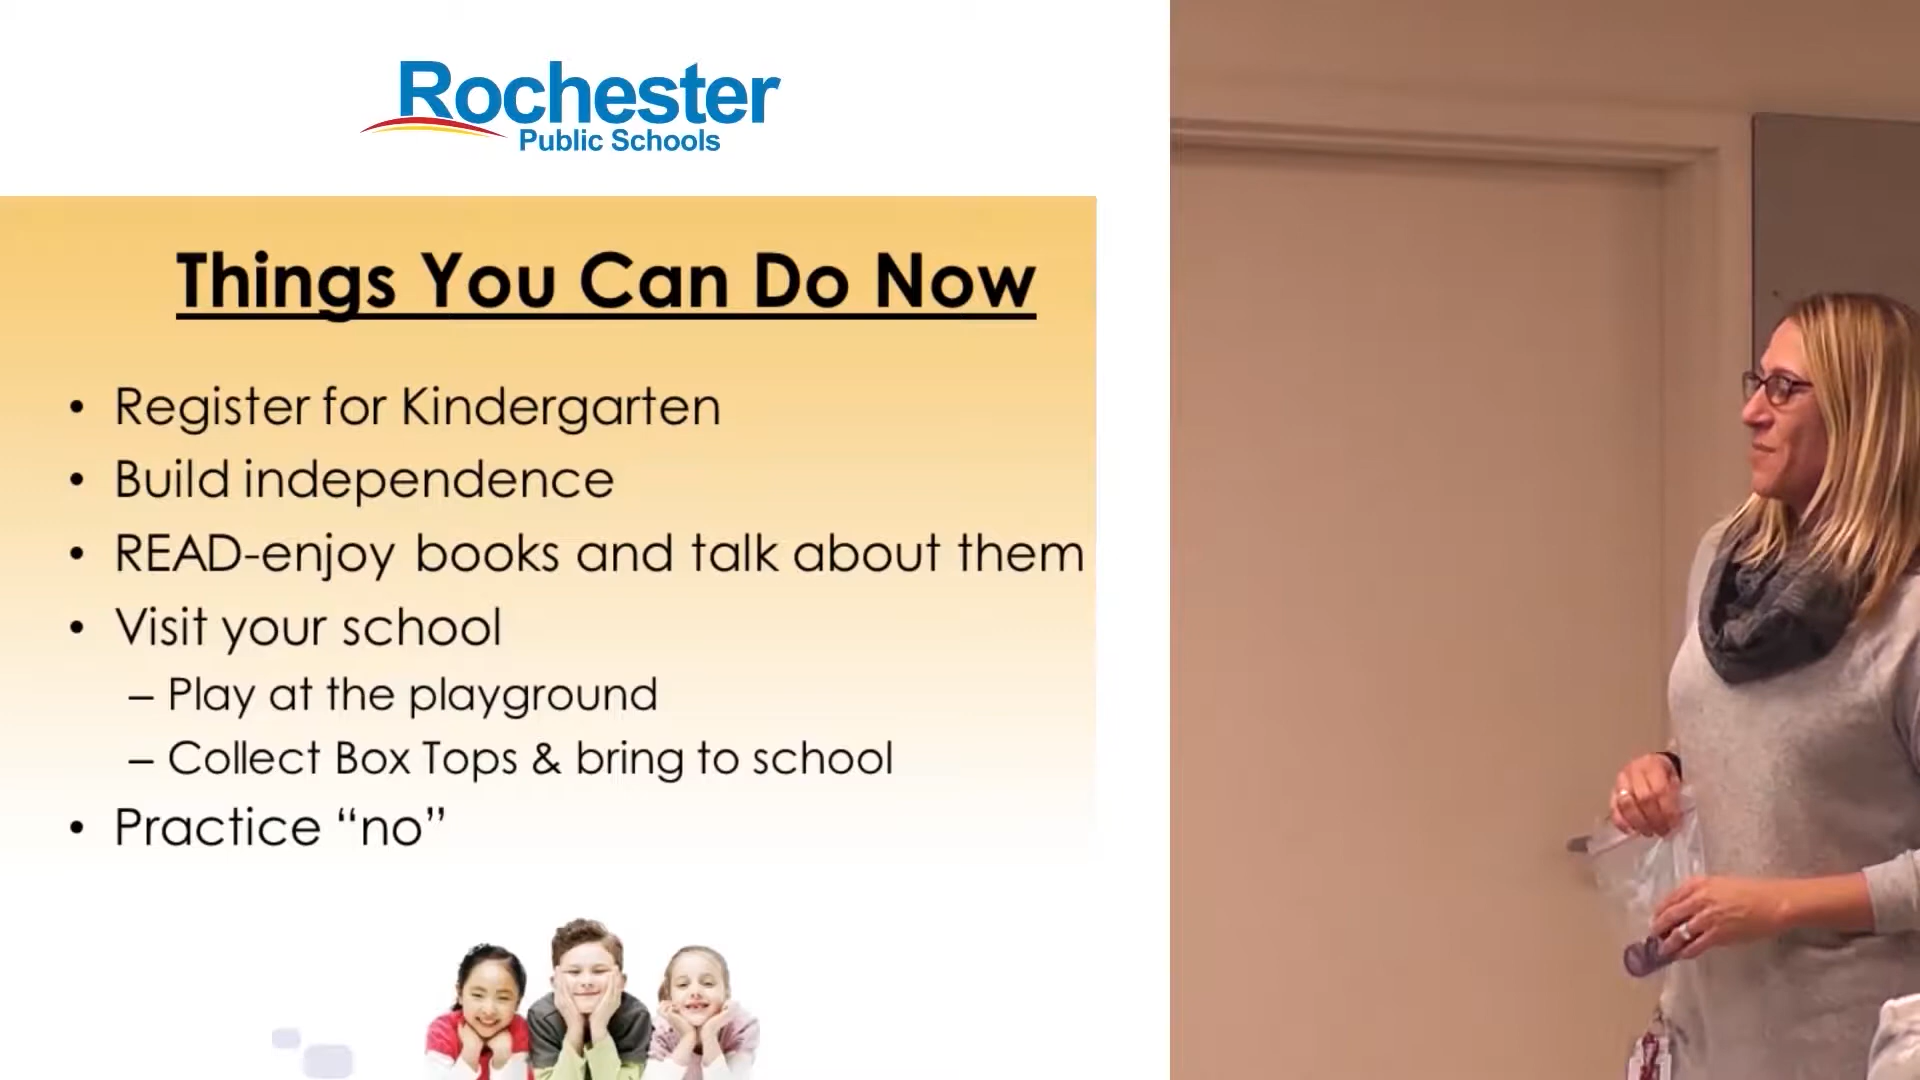 Rochester
Public Schools
Things You Can Do Now
• Register for Kindergarten
• Build independence
• READ-enjoy books and talk about them
• Visit your school
– Play at the playground
– Collect Box Tops & bring to school
• Practice “no”